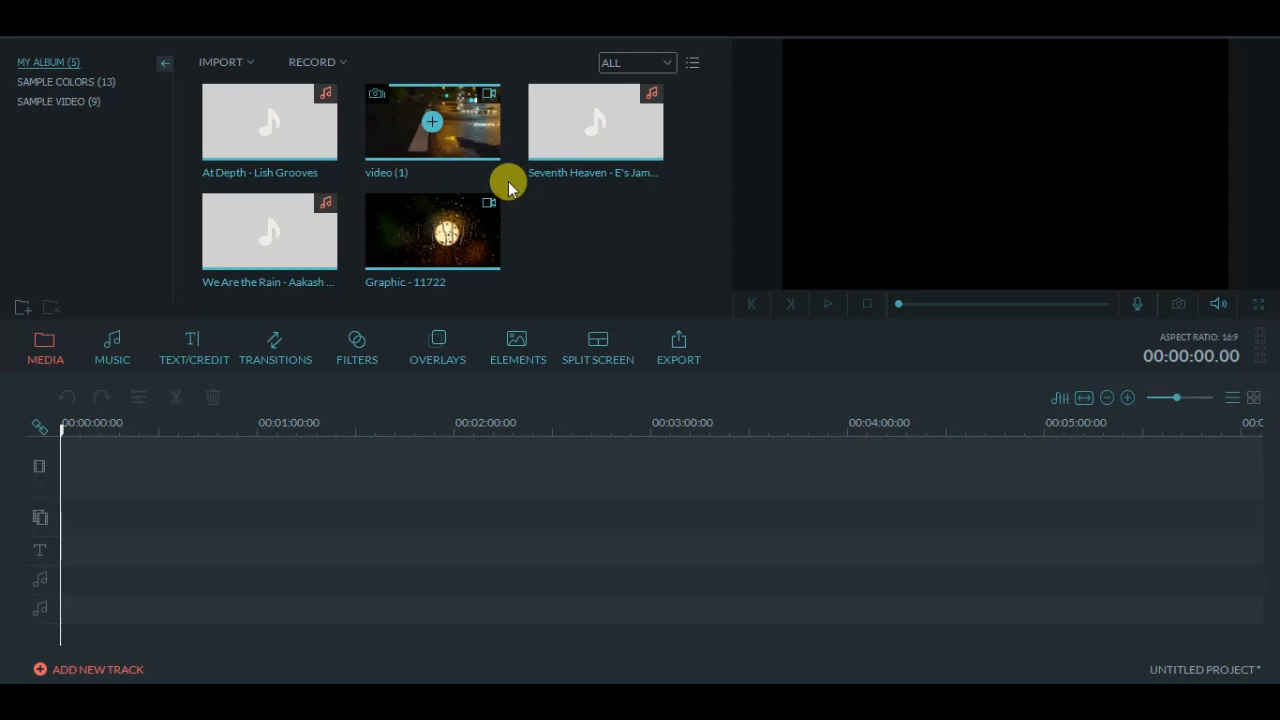 MY ALBUM (5)
SAMPLE COLORS (13)
SAMPLE VIDEO (9)
IMPORT
RECORD
ALL
At Depth - Lish Grooves
video (1)
Seventh Heaven - E's Jam...
We Are the Rain - Aakash ...
Graphic - 11722
MEDIA
MUSIC
TEXT/CREDIT
TRANSITIONS
FILTERS
OVERLAYS
ELEMENTS
SPLIT SCREEN
EXPORT
ASPECT RATIO: 16:9
00:00:00.00
00:00:00:00
00:01:00:00
00:02:00:00
00:03:00:00
00:04:00:00
00:05:00:00
00:0
ADD NEW TRACK
UNTITLED PROJECT*